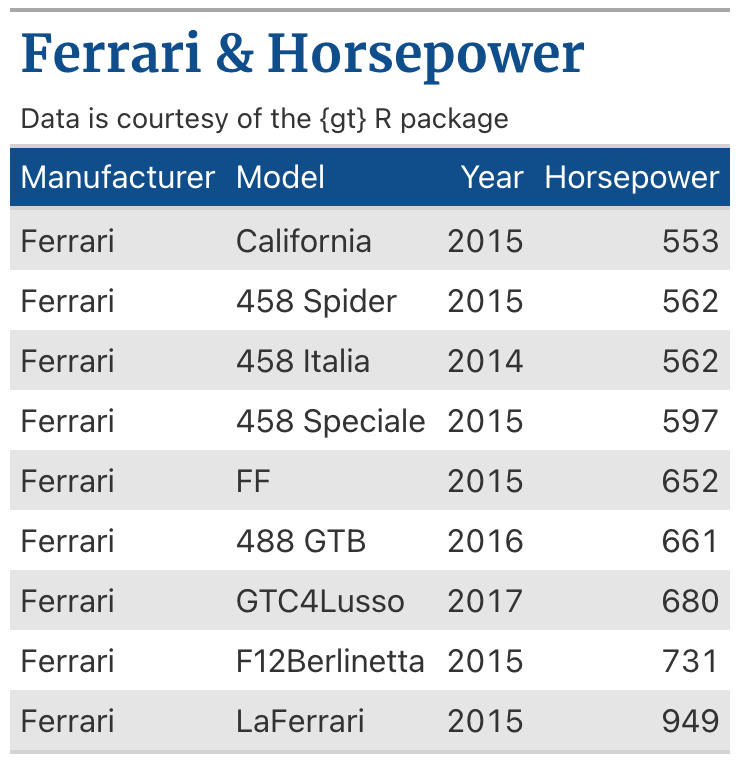 Ferrari & Horsepower
Data is courtesy of the {gt} R package
Manufacturer Model Year Horsepower
Ferrari California 2015 553
Ferrari 458 Spider 2015 562
Ferrari 458 Italia 2014 562
Ferrari 458 Speciale 2015 597
Ferrari FF 2015 652
Ferrari 488 GTB 2016 661
Ferrari GTC4Lusso 2017 680
Ferrari F12Berlinetta 2015 731
Ferrari LaFerrari 2015 949